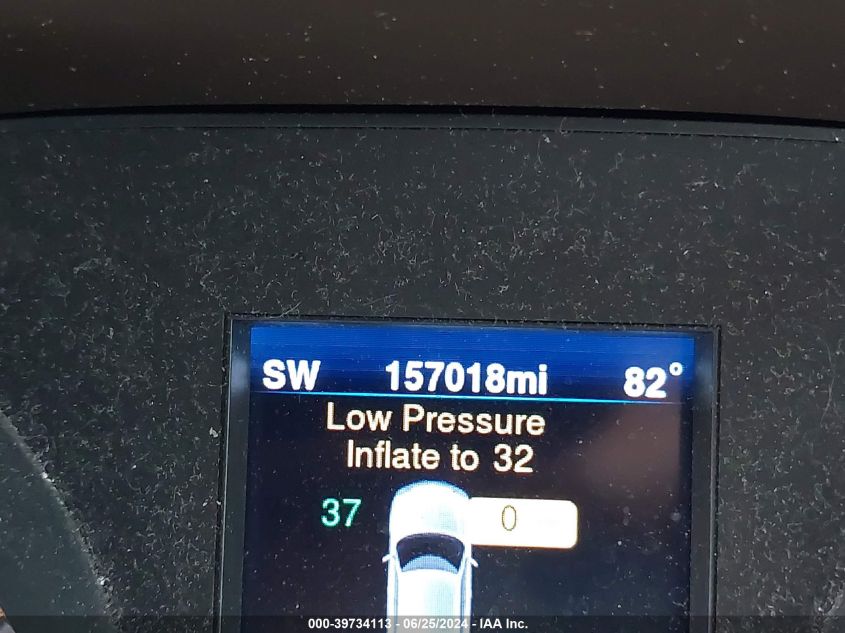 SW 157018mi 82°
Low Pressure
Inflate to 32
37 0
000-39734113 - 06/25/2024 - IAA Inc.